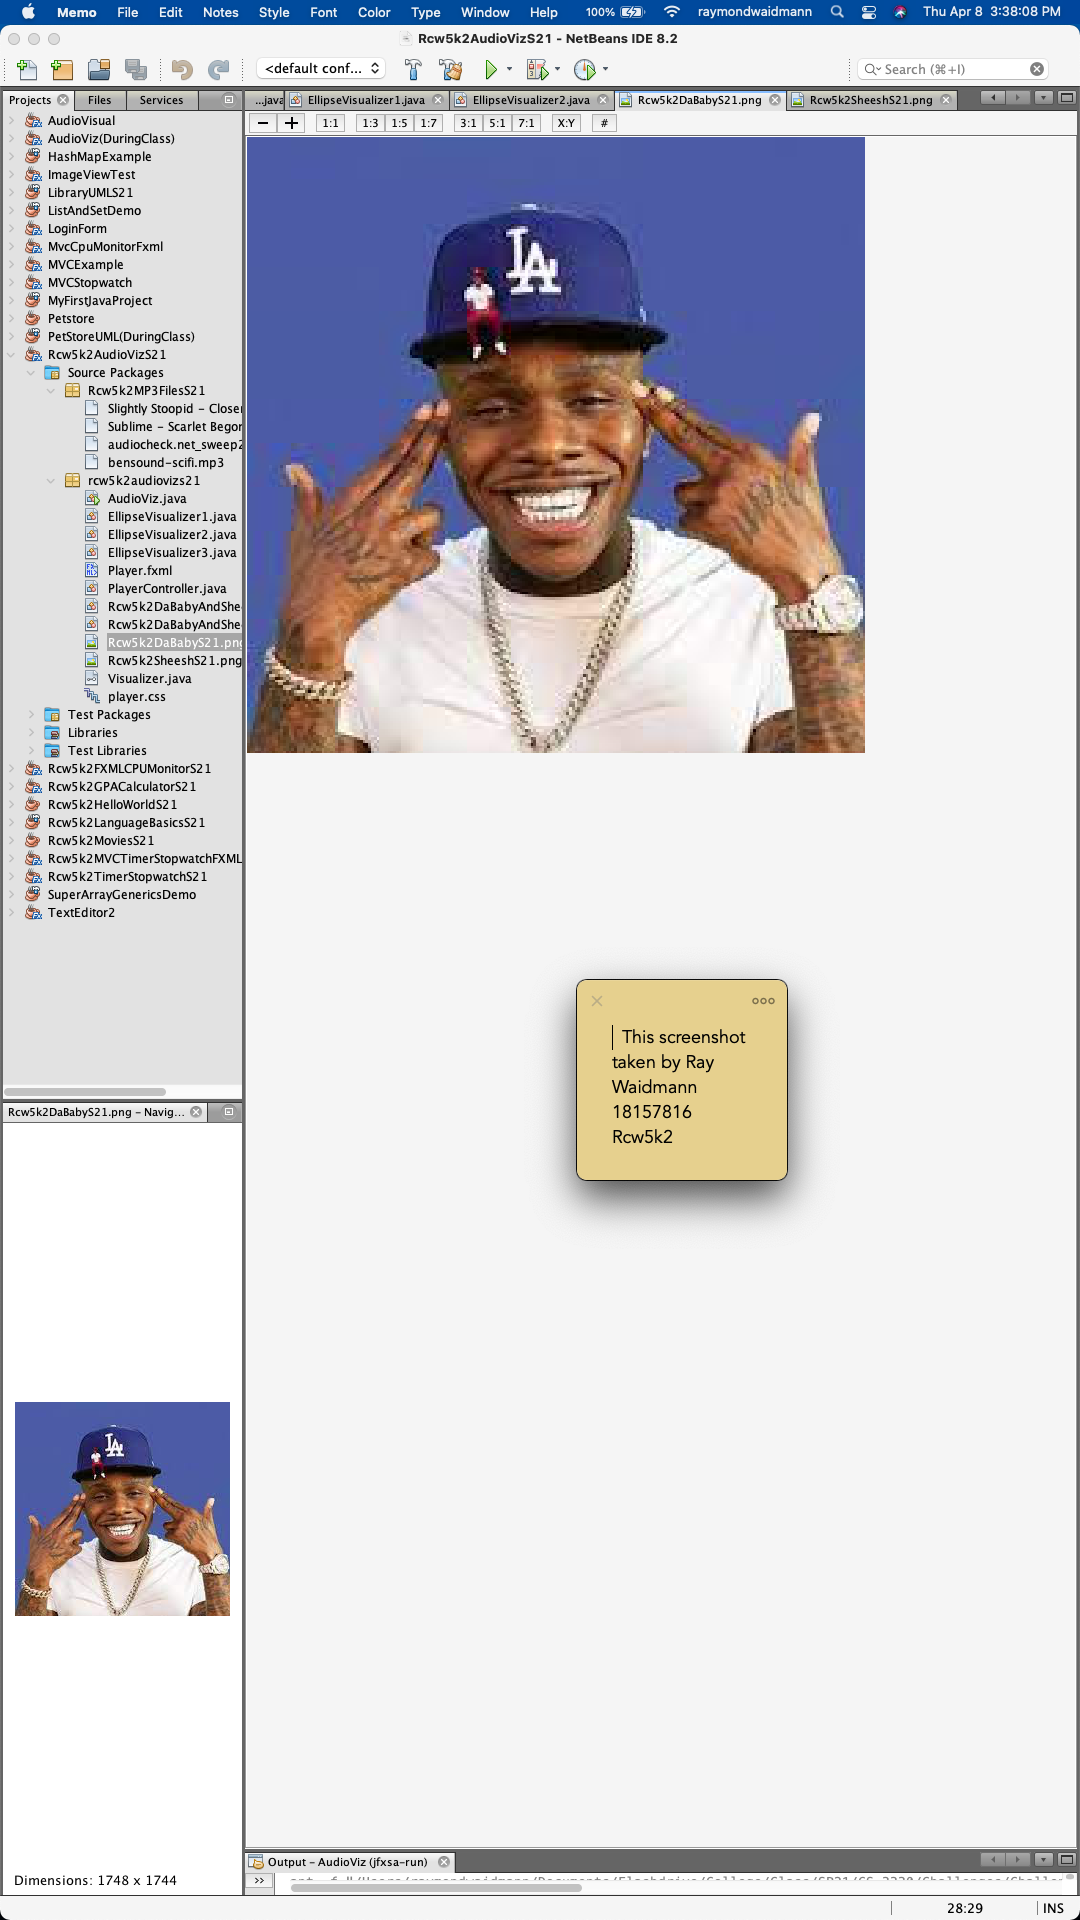 Memo File Edit Notes Style Font Color Type Window Help 100% raymondwaidmann Thu Apr 8 3:38:08 PM
Rcw5k2AudioVizS21 - NetBeans IDE 8.2
<default conf... Search (⌘+I)
Projects Files Services
...java EllipseVisualizer1.java EllipseVisualizer2.java Rcw5k2DaBabyS21.png Rcw5k2SheeshS21.png
1:1 1:3 1:5 1:7 3:1 5:1 7:1 X:Y #
AudioVisual
AudioViz(DuringClass)
HashMapExample
ImageViewTest
LibraryUMLS21
ListAndSetDemo
LoginForm
MvcCpuMonitorFxml
MVCExample
MVCStopwatch
MyFirstJavaProject
Petstore
PetStoreUML(DuringClass)
Rcw5k2AudioVizS21
Source Packages
Rcw5k2MP3FilesS21
Slightly Stoopid - Closer
Sublime - Scarlet Begor
audiocheck.net_sweep2
bensound-scifi.mp3
rcw5k2audiovizs21
AudioViz.java
EllipseVisualizer1.java
EllipseVisualizer2.java
EllipseVisualizer3.java
Player.fxml
PlayerController.java
Rcw5k2DaBabyAndShe
Rcw5k2DaBabyAndShe
Rcw5k2DaBabyS21.png
Rcw5k2SheeshS21.png
Visualizer.java
player.css
Test Packages
Libraries
Test Libraries
Rcw5k2FXMLCPUMonitorS21
Rcw5k2GPACalculatorS21
Rcw5k2HelloWorldS21
Rcw5k2LanguageBasicsS21
Rcw5k2MoviesS21
Rcw5k2MVCTimerStopwatchFXML
Rcw5k2TimerStopwatchS21
SuperArrayGenericsDemo
TextEditor2
LA
This screenshot
taken by Ray
Waidmann
18157816
Rcw5k2
Rcw5k2DaBabyS21.png - Navig...
LA
Dimensions: 1748 x 1744
Output - AudioViz (jfxsa-run)
>>
28:29 INS